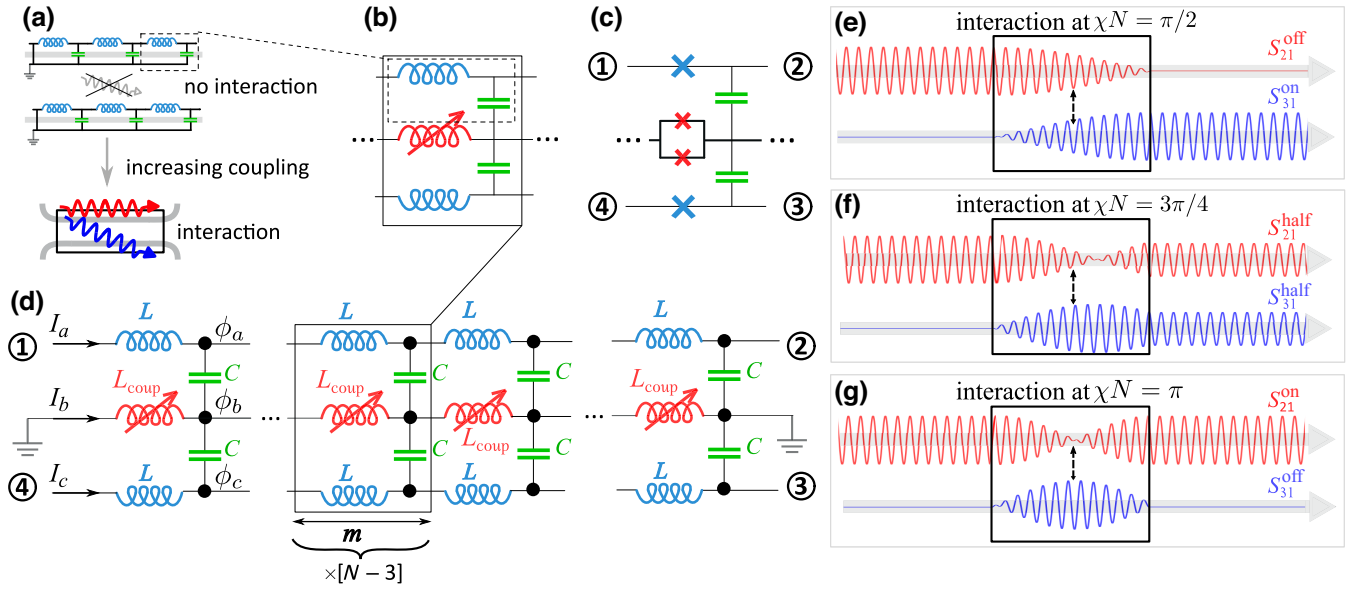 (a)
no interaction
increasing coupling
interaction
(b)
... ...
(c)
① ②
... ...
④ ③
(d)
① I_a L ϕ_a L L L ②
C C C C
I_b L_coup ϕ_b ... L_coup L_coup ... L_coup
C C C C
④ I_c L ϕ_c L L L ③
m
×[N − 3]
(e)
interaction at χN = π/2
S_21^off
S_31^on
(f)
interaction at χN = 3π/4
S_21^half
S_31^half
(g)
interaction at χN = π
S_21^on
S_31^off